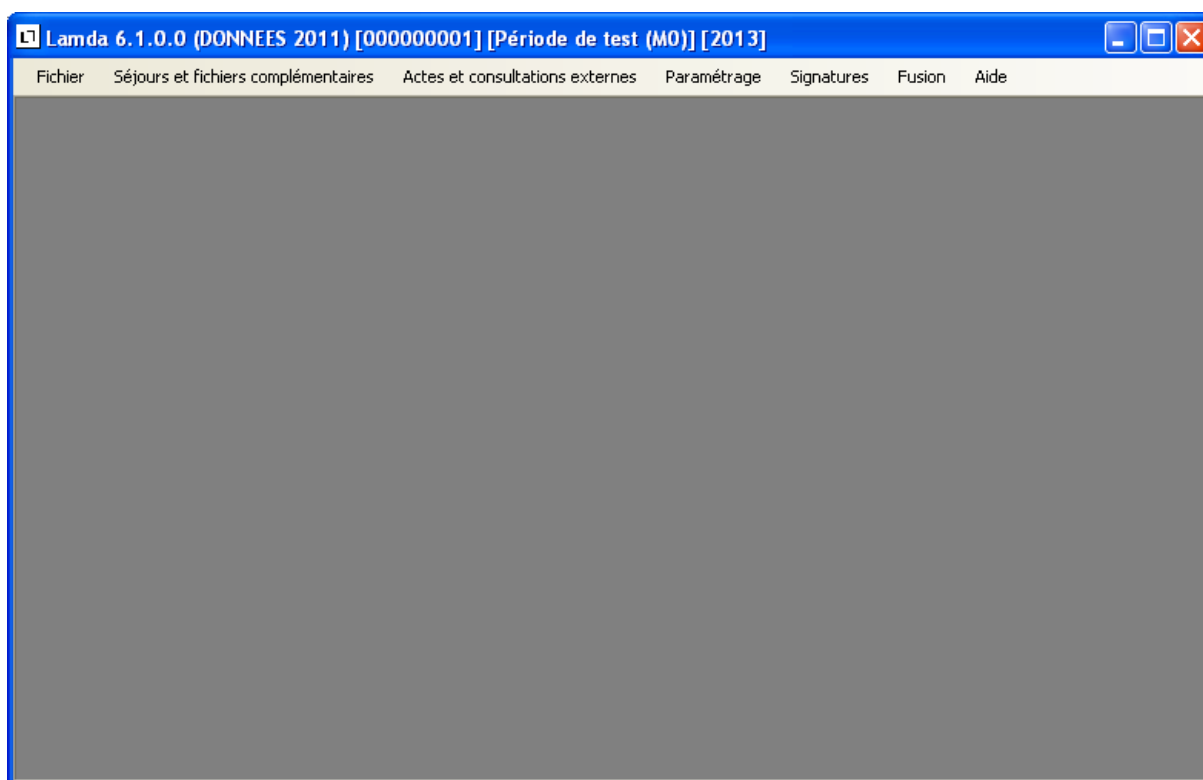 Lamda 6.1.0.0 (DONNEES 2011) [000000001] [Période de test (M0)] [2013]
Fichier Séjours et fichiers complémentaires Actes et consultations externes Paramétrage Signatures Fusion Aide